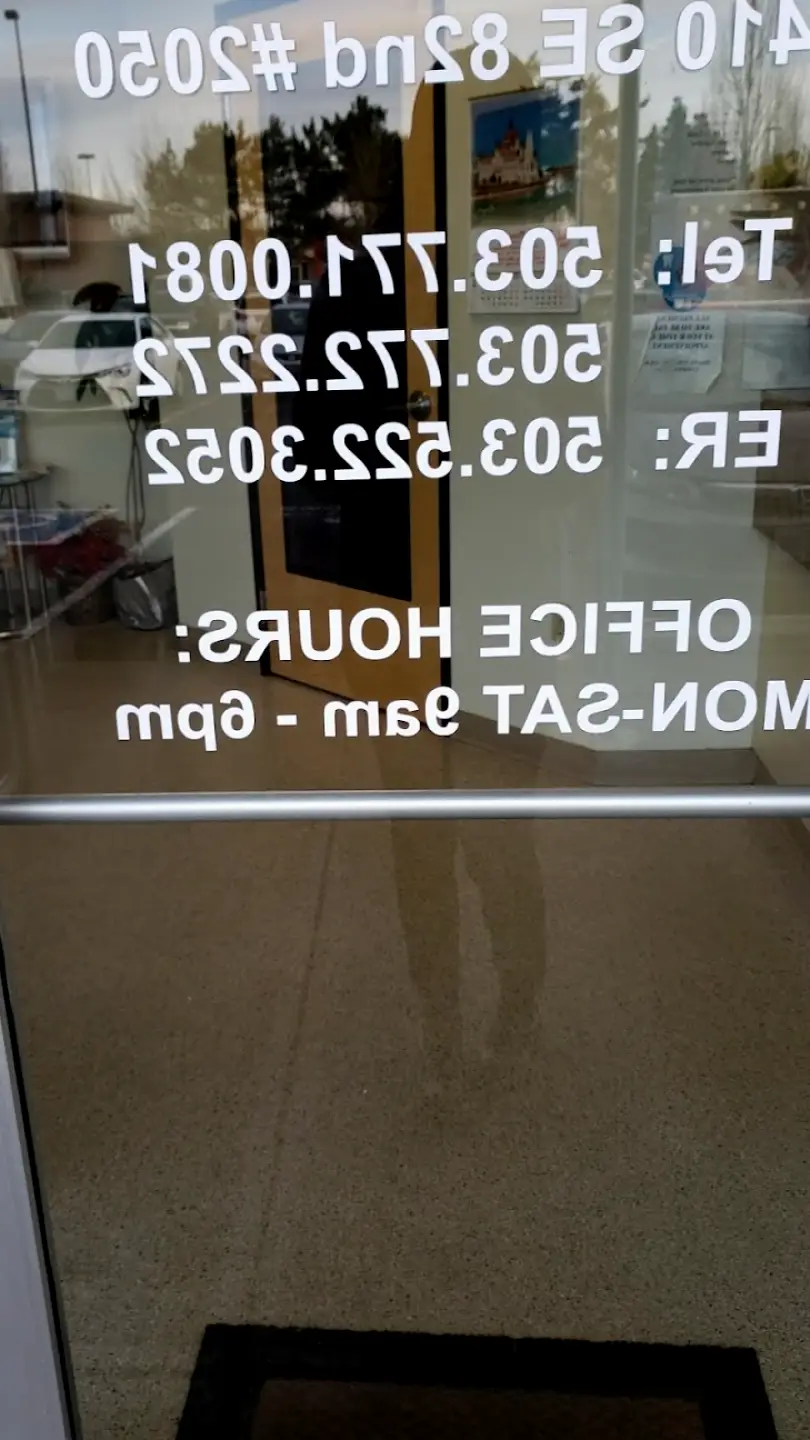 410 SE 82nd #2050
Tel: 503.771.0081
503.772.2272
ER: 503.522.3052
OFFICE HOURS:
MON-SAT 9am - 6pm